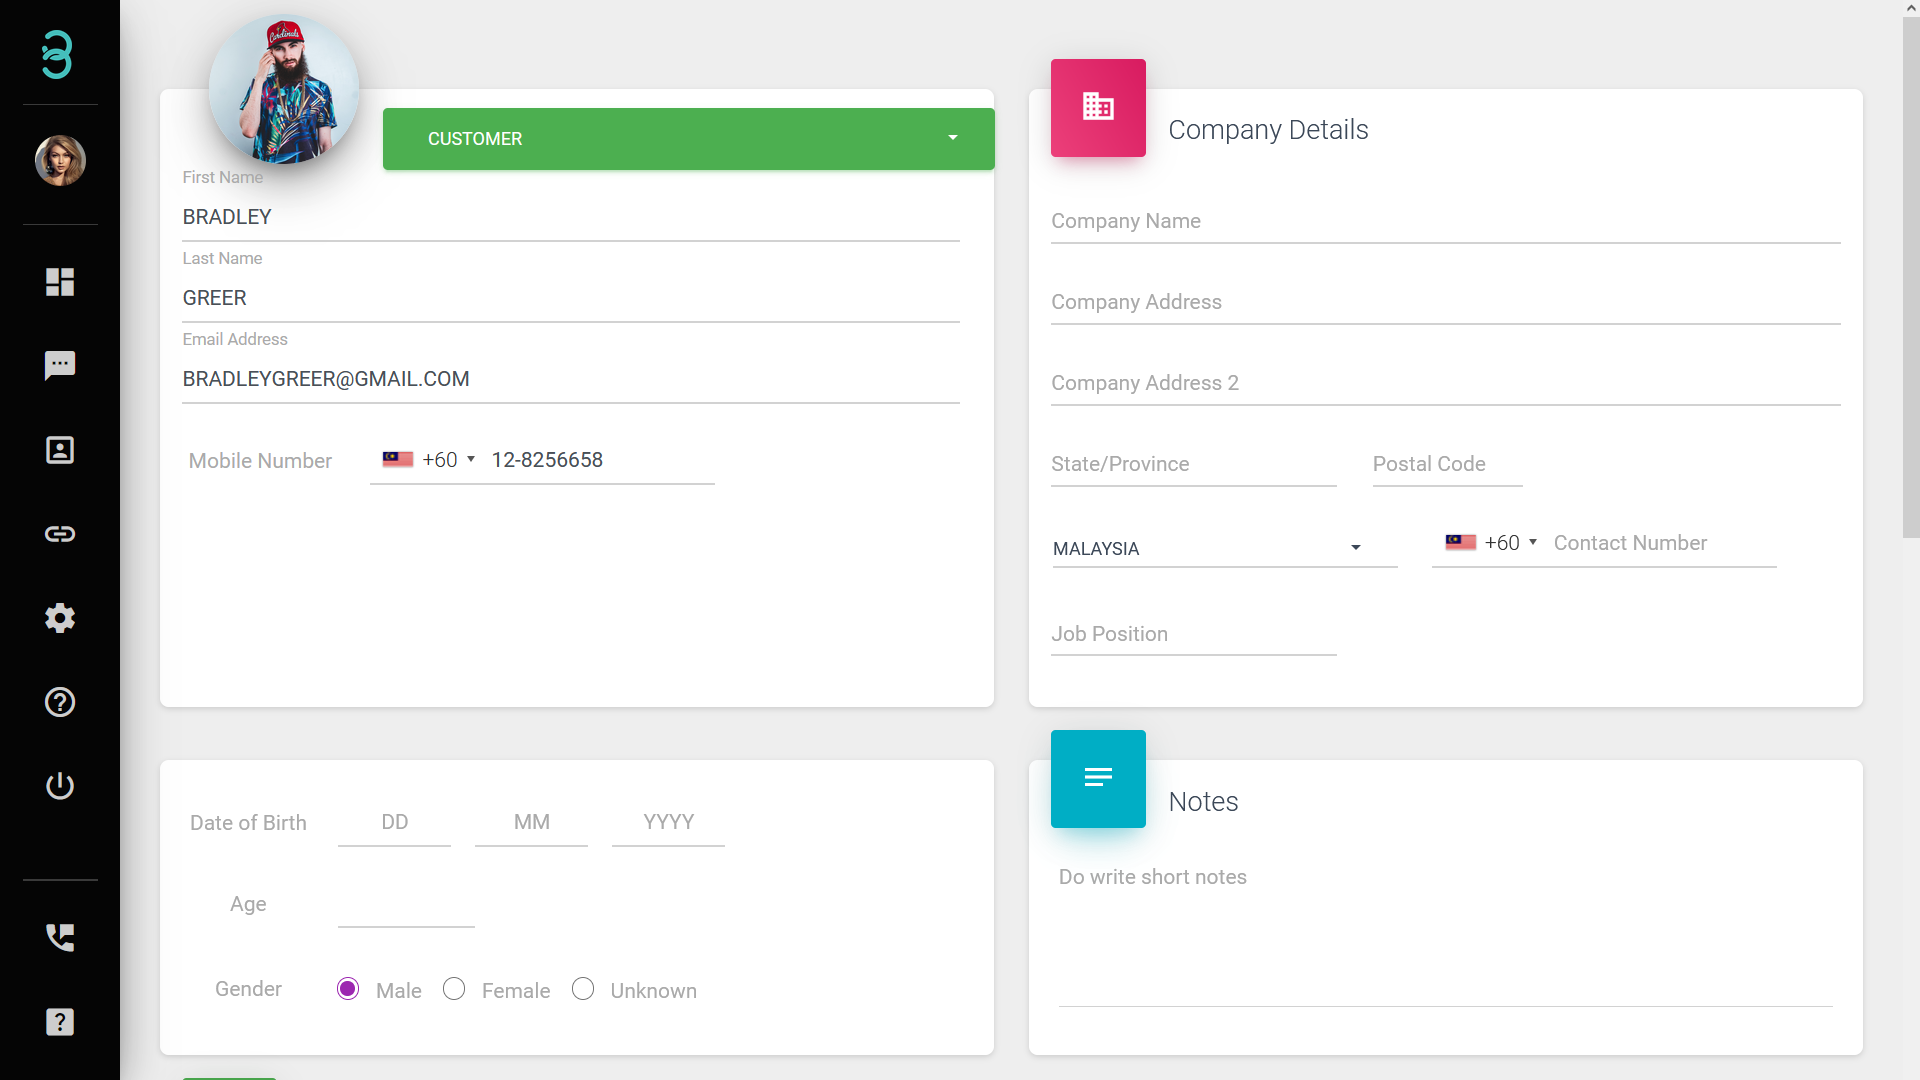 Cardinals
CUSTOMER
First Name
BRADLEY
Last Name
GREER
Email Address
BRADLEYGREER@GMAIL.COM
Mobile Number +60 12-8256658
Company Details
Company Name
Company Address
Company Address 2
State/Province Postal Code
MALAYSIA +60 Contact Number
Job Position
Date of Birth DD MM YYYY
Age
Gender Male Female Unknown
Notes
Do write short notes